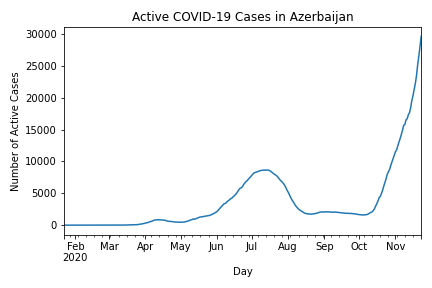 Active COVID-19 Cases in Azerbaijan
Number of Active Cases
30000
25000
20000
15000
10000
5000
0
Feb Mar Apr May Jun Jul Aug Sep Oct Nov
2020
Day